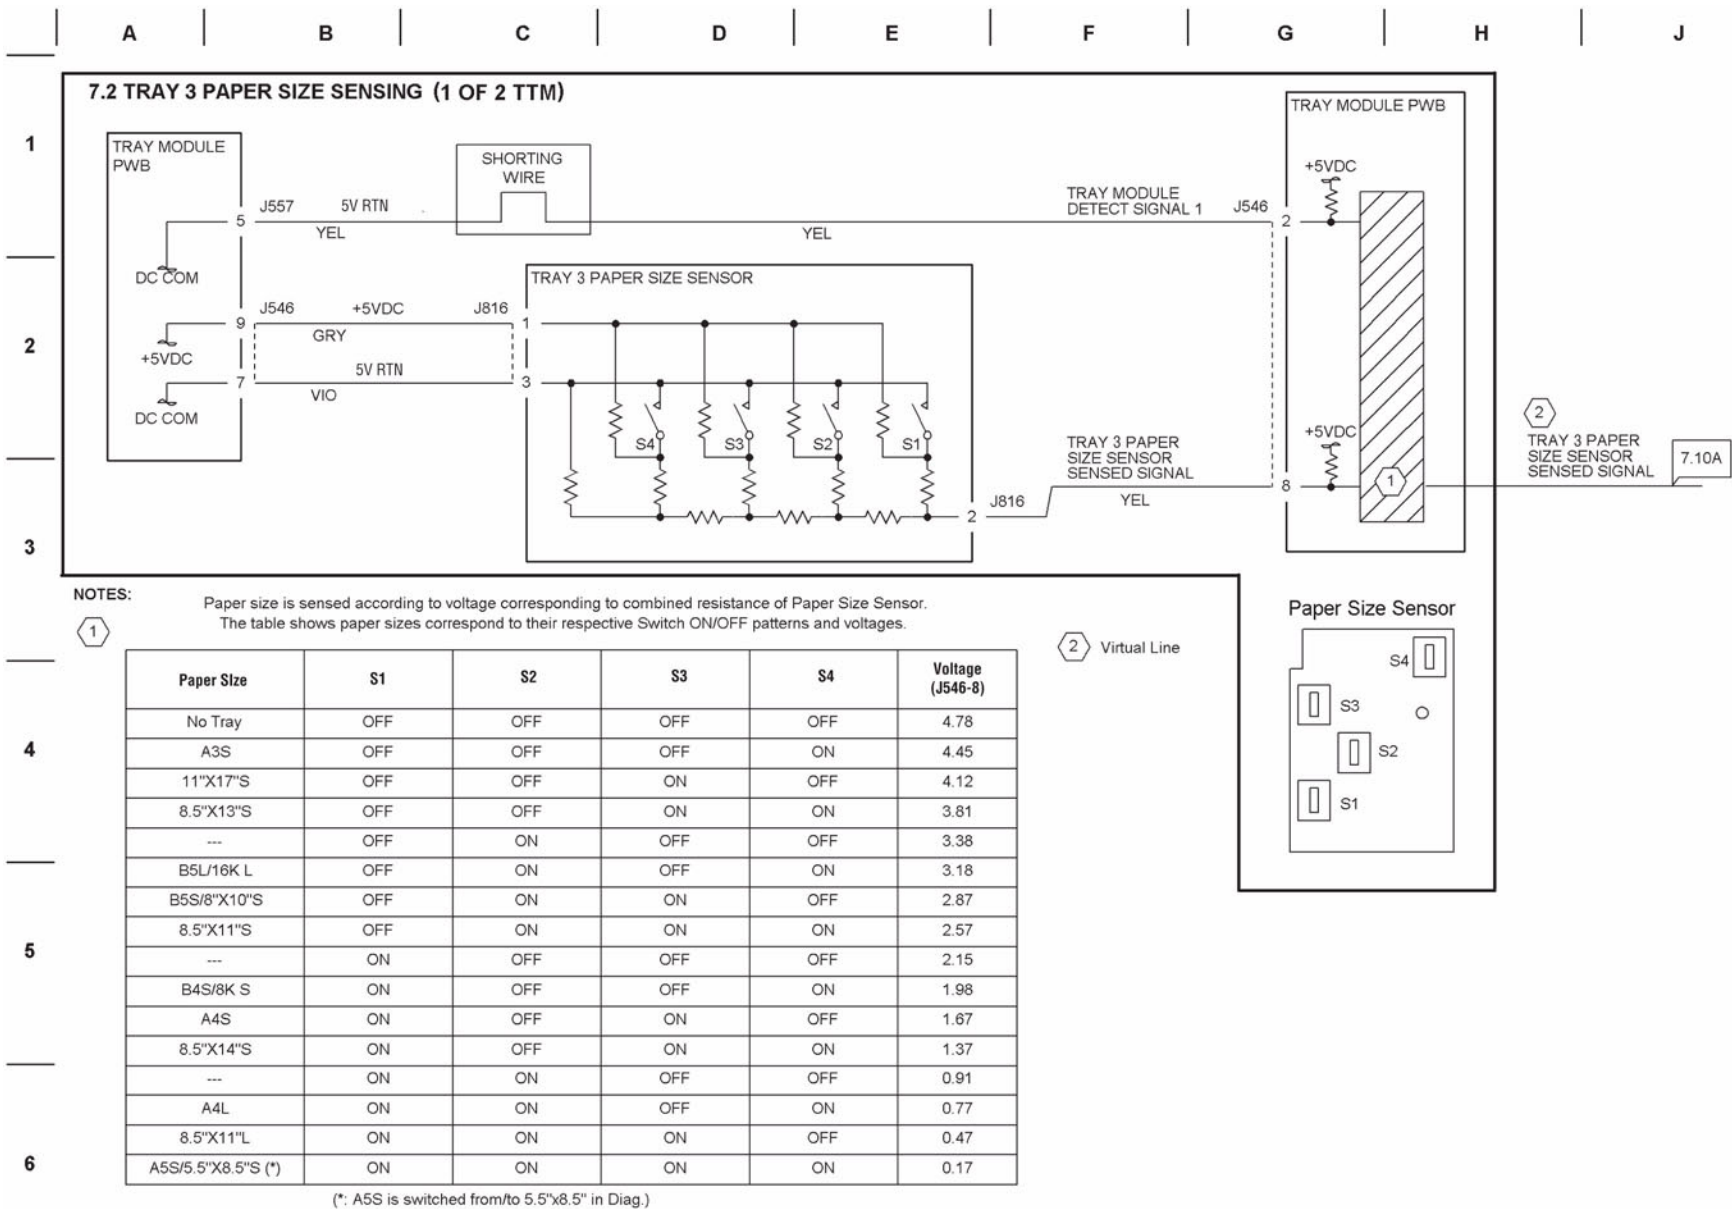 A B C D E F G H J
7.2 TRAY 3 PAPER SIZE SENSING (1 OF 2 TTM)
1
TRAY MODULE
PWB
SHORTING
WIRE
TRAY MODULE PWB
+5VDC
5 J557 5V RTN
YEL
YEL
TRAY MODULE
DETECT SIGNAL 1
J546
2
DC COM
2
TRAY 3 PAPER SIZE SENSOR
9 J546 +5VDC J816 1
GRY
+5VDC
7 5V RTN 3
VIO
DC COM
S4 S3 S2 S1
TRAY 3 PAPER
SIZE SENSOR
SENSED SIGNAL
YEL
+5VDC
8
1
2
TRAY 3 PAPER
SIZE SENSOR
SENSED SIGNAL
7.10A
2 J816
3
NOTES:
1
Paper size is sensed according to voltage corresponding to combined resistance of Paper Size Sensor.
The table shows paper sizes correspond to their respective Switch ON/OFF patterns and voltages.
2 Virtual Line
Paper Size Sensor
S4
S3
S2
S1
4
5
6
Paper SIze S1 S2 S3 S4 Voltage
(J546-8)
No Tray OFF OFF OFF OFF 4.78
A3S OFF OFF OFF ON 4.45
11"X17"S OFF OFF ON OFF 4.12
8.5"X13"S OFF OFF ON ON 3.81
--- OFF ON OFF OFF 3.38
B5L/16K L OFF ON OFF ON 3.18
B5S/8"X10"S OFF ON ON OFF 2.87
8.5"X11"S OFF ON ON ON 2.57
--- ON OFF OFF OFF 2.15
B4S/8K S ON OFF OFF ON 1.98
A4S ON OFF ON OFF 1.67
8.5"X14"S ON OFF ON ON 1.37
--- ON ON OFF OFF 0.91
A4L ON ON OFF ON 0.77
8.5"X11"L ON ON ON OFF 0.47
A5S/5.5"X8.5"S (*) ON ON ON ON 0.17
(*: A5S is switched from/to 5.5"x8.5" in Diag.)